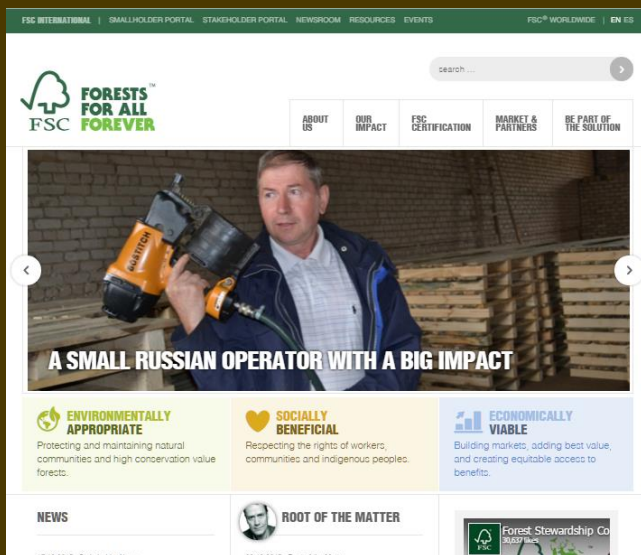 FSC INTERNATIONAL | SMALLHOLDER PORTAL STAKEHOLDER PORTAL NEWSROOM RESOURCES EVENTS FSC® WORLDWIDE | EN ES
search ...
FSC
FORESTS™
FOR ALL
FOREVER
ABOUT US
OUR IMPACT
FSC CERTIFICATION
MARKET & PARTNERS
BE PART OF THE SOLUTION
BOSTITCH
A SMALL RUSSIAN OPERATOR WITH A BIG IMPACT
ENVIRONMENTALLY
APPROPRIATE
Protecting and maintaining natural
communities and high conservation value
forests.
SOCIALLY
BENEFICIAL
Respecting the rights of workers,
communities and indigenous peoples.
ECONOMICALLY
VIABLE
Building markets, adding best value,
and creating equitable access to
benefits.
NEWS
ROOT OF THE MATTER
FSC
Forest Stewardship Co
30,637 likes